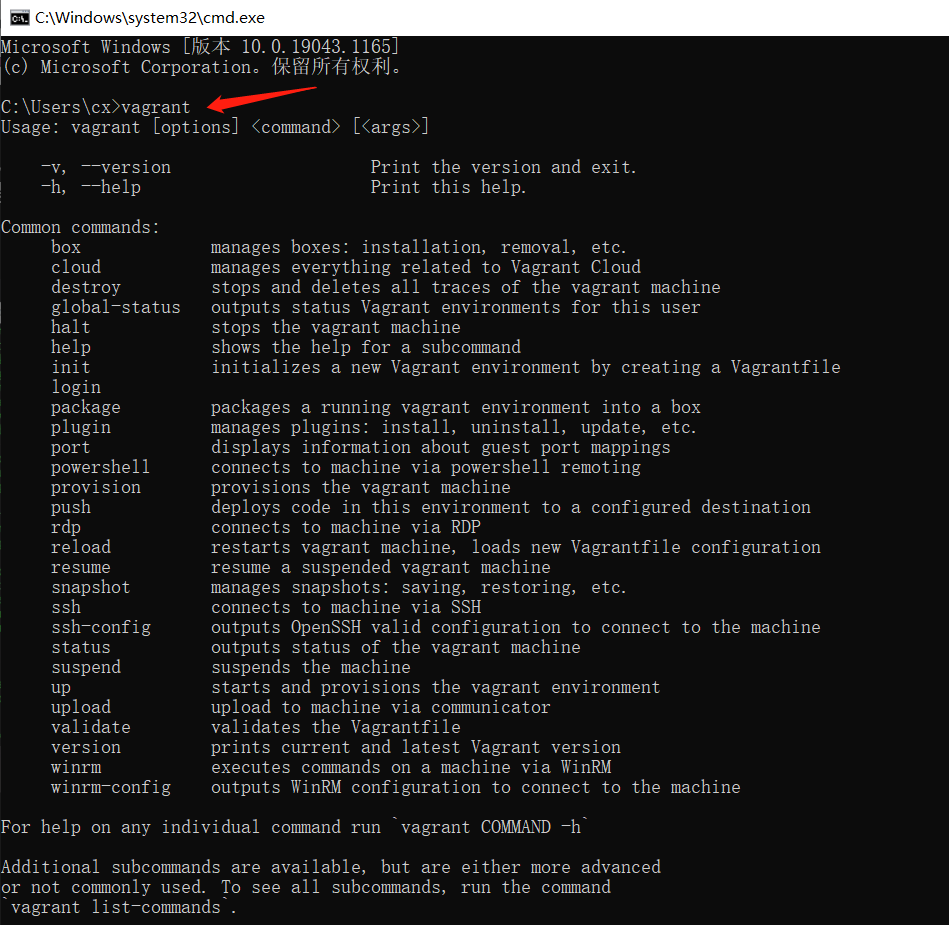 C:\Windows\system32\cmd.exe
Microsoft Windows [版本 10.0.19043.1165]
(c) Microsoft Corporation。保留所有权利。
C:\Users\cx>vagrant
Usage: vagrant [options] <command> [<args>]
-v, --version                    Print the version and exit.
-h, --help                       Print this help.
Common commands:
box             manages boxes: installation, removal, etc.
cloud           manages everything related to Vagrant Cloud
destroy         stops and deletes all traces of the vagrant machine
global-status   outputs status Vagrant environments for this user
halt            stops the vagrant machine
help            shows the help for a subcommand
init            initializes a new Vagrant environment by creating a Vagrantfile
login
package         packages a running vagrant environment into a box
plugin          manages plugins: install, uninstall, update, etc.
port            displays information about guest port mappings
powershell      connects to machine via powershell remoting
provision       provisions the vagrant machine
push            deploys code in this environment to a configured destination
rdp             connects to machine via RDP
reload          restarts vagrant machine, loads new Vagrantfile configuration
resume          resume a suspended vagrant machine
snapshot        manages snapshots: saving, restoring, etc.
ssh             connects to machine via SSH
ssh-config      outputs OpenSSH valid configuration to connect to the machine
status          outputs status of the vagrant machine
suspend         suspends the machine
up              starts and provisions the vagrant environment
upload          upload to machine via communicator
validate        validates the Vagrantfile
version         prints current and latest Vagrant version
winrm           executes commands on a machine via WinRM
winrm-config    outputs WinRM configuration to connect to the machine
For help on any individual command run `vagrant COMMAND -h`
Additional subcommands are available, but are either more advanced
or not commonly used. To see all subcommands, run the command
`vagrant list-commands`.